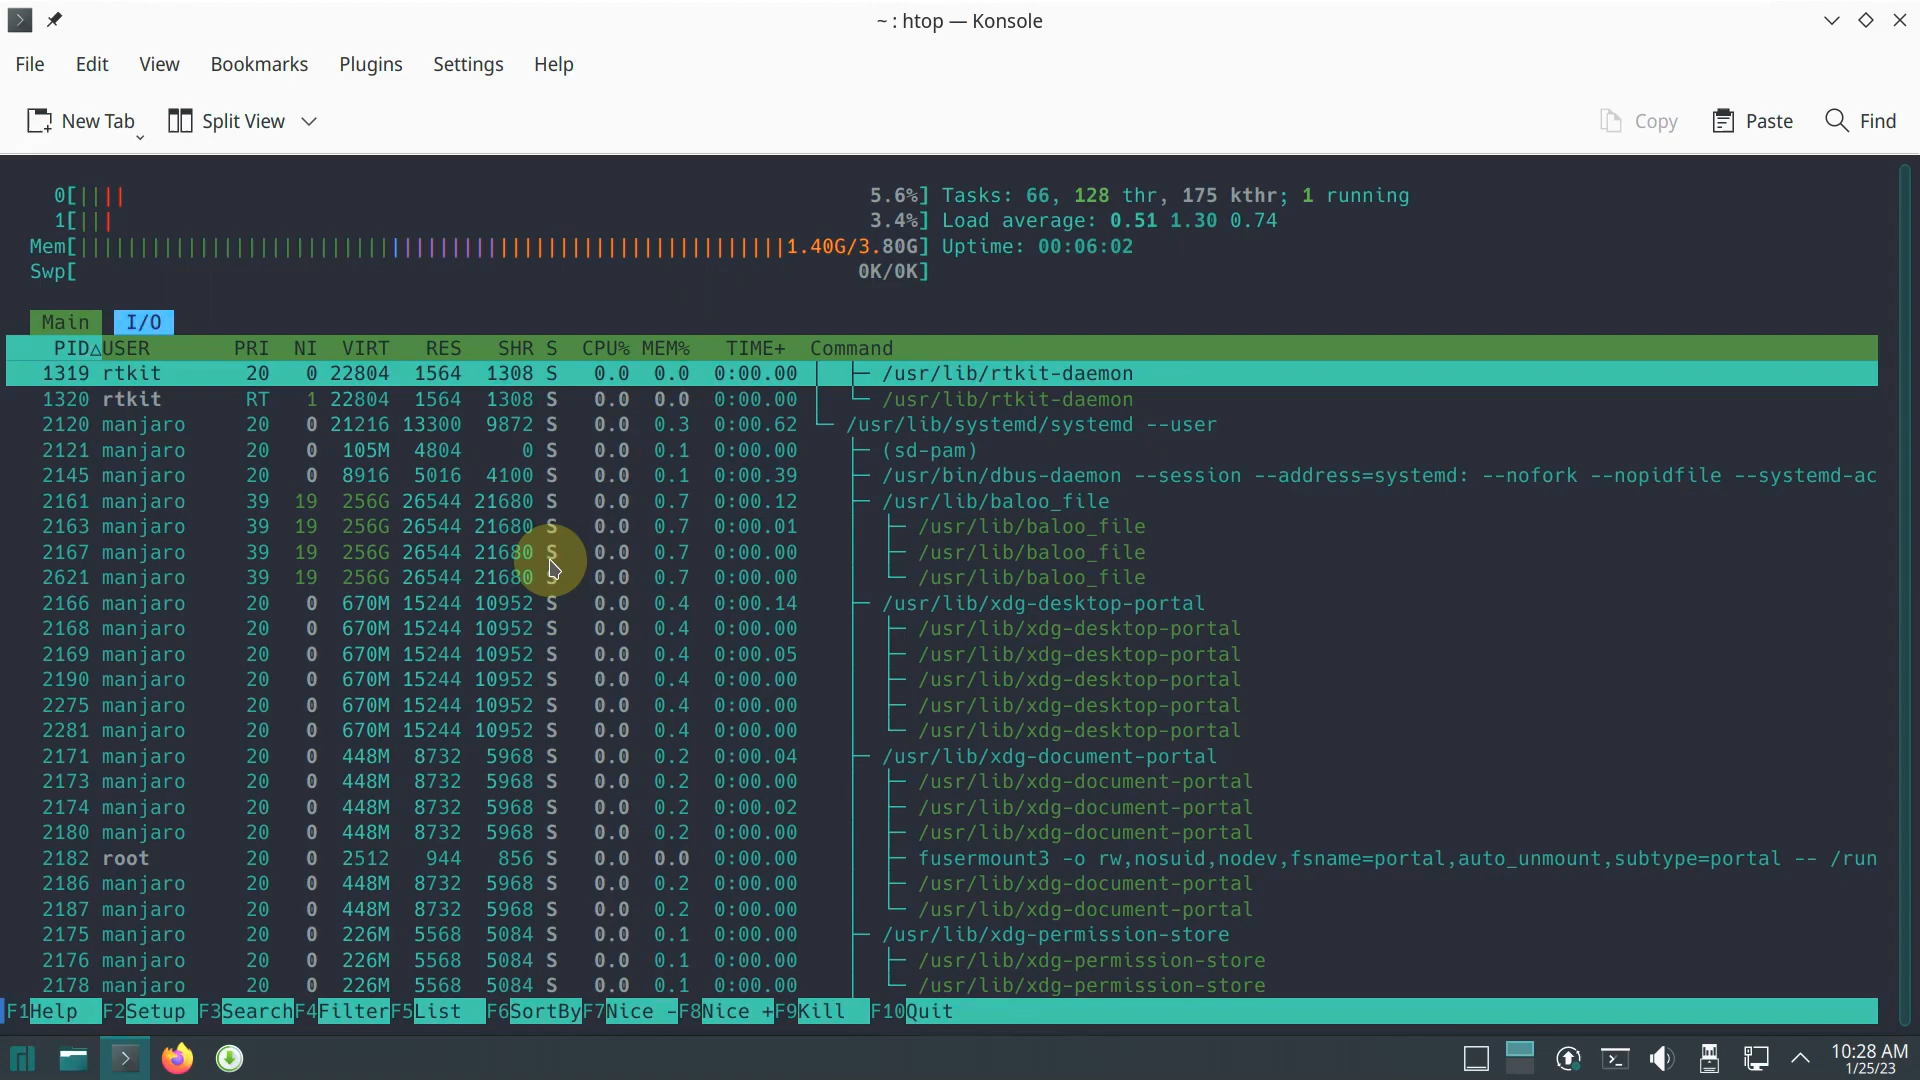 ~ : htop — Konsole
File Edit View Bookmarks Plugins Settings Help
New Tab Split View Copy Paste Find
0[|||| 5.6%] Tasks: 66, 128 thr, 175 kthr; 1 running
1[||| 3.4%] Load average: 0.51 1.30 0.74
Mem[|||||||||||||||||||||||||||||||||||||||||||||||||||||||||||1.40G/3.80G] Uptime: 00:06:02
Swp[ 0K/0K]
Main I/O
PID△USER PRI NI VIRT RES SHR S CPU% MEM% TIME+ Command
1319 rtkit 20 0 22804 1564 1308 S 0.0 0.0 0:00.00 │ ├─ /usr/lib/rtkit-daemon
1320 rtkit RT 1 22804 1564 1308 S 0.0 0.0 0:00.00 │ └─ /usr/lib/rtkit-daemon
2120 manjaro 20 0 21216 13300 9872 S 0.0 0.3 0:00.62 └─ /usr/lib/systemd/systemd --user
2121 manjaro 20 0 105M 4804 0 S 0.0 0.1 0:00.00 ├─ (sd-pam)
2145 manjaro 20 0 8916 5016 4100 S 0.0 0.1 0:00.39 ├─ /usr/bin/dbus-daemon --session --address=systemd: --nofork --nopidfile --systemd-ac
2161 manjaro 39 19 256G 26544 21680 S 0.0 0.7 0:00.12 ├─ /usr/lib/baloo_file
2163 manjaro 39 19 256G 26544 21680 S 0.0 0.7 0:00.01 │ ├─ /usr/lib/baloo_file
2167 manjaro 39 19 256G 26544 21680 S 0.0 0.7 0:00.00 │ ├─ /usr/lib/baloo_file
2621 manjaro 39 19 256G 26544 21680 S 0.0 0.7 0:00.00 │ └─ /usr/lib/baloo_file
2166 manjaro 20 0 670M 15244 10952 S 0.0 0.4 0:00.14 ├─ /usr/lib/xdg-desktop-portal
2168 manjaro 20 0 670M 15244 10952 S 0.0 0.4 0:00.00 │ ├─ /usr/lib/xdg-desktop-portal
2169 manjaro 20 0 670M 15244 10952 S 0.0 0.4 0:00.05 │ ├─ /usr/lib/xdg-desktop-portal
2190 manjaro 20 0 670M 15244 10952 S 0.0 0.4 0:00.00 │ ├─ /usr/lib/xdg-desktop-portal
2275 manjaro 20 0 670M 15244 10952 S 0.0 0.4 0:00.00 │ ├─ /usr/lib/xdg-desktop-portal
2281 manjaro 20 0 670M 15244 10952 S 0.0 0.4 0:00.00 │ └─ /usr/lib/xdg-desktop-portal
2171 manjaro 20 0 448M 8732 5968 S 0.0 0.2 0:00.04 ├─ /usr/lib/xdg-document-portal
2173 manjaro 20 0 448M 8732 5968 S 0.0 0.2 0:00.00 │ ├─ /usr/lib/xdg-document-portal
2174 manjaro 20 0 448M 8732 5968 S 0.0 0.2 0:00.02 │ ├─ /usr/lib/xdg-document-portal
2180 manjaro 20 0 448M 8732 5968 S 0.0 0.2 0:00.00 │ ├─ /usr/lib/xdg-document-portal
2182 root 20 0 2512 944 856 S 0.0 0.0 0:00.00 │ ├─ fusermount3 -o rw,nosuid,nodev,fsname=portal,auto_unmount,subtype=portal -- /run
2186 manjaro 20 0 448M 8732 5968 S 0.0 0.2 0:00.00 │ ├─ /usr/lib/xdg-document-portal
2187 manjaro 20 0 448M 8732 5968 S 0.0 0.2 0:00.00 │ └─ /usr/lib/xdg-document-portal
2175 manjaro 20 0 226M 5568 5084 S 0.0 0.1 0:00.00 ├─ /usr/lib/xdg-permission-store
2176 manjaro 20 0 226M 5568 5084 S 0.0 0.1 0:00.00 │ ├─ /usr/lib/xdg-permission-store
2178 manjaro 20 0 226M 5568 5084 S 0.0 0.1 0:00.00 │ └─ /usr/lib/xdg-permission-store
F1Help F2Setup F3SearchF4FilterF5List F6SortByF7Nice -F8Nice +F9Kill F10Quit
10:28 AM
1/25/23